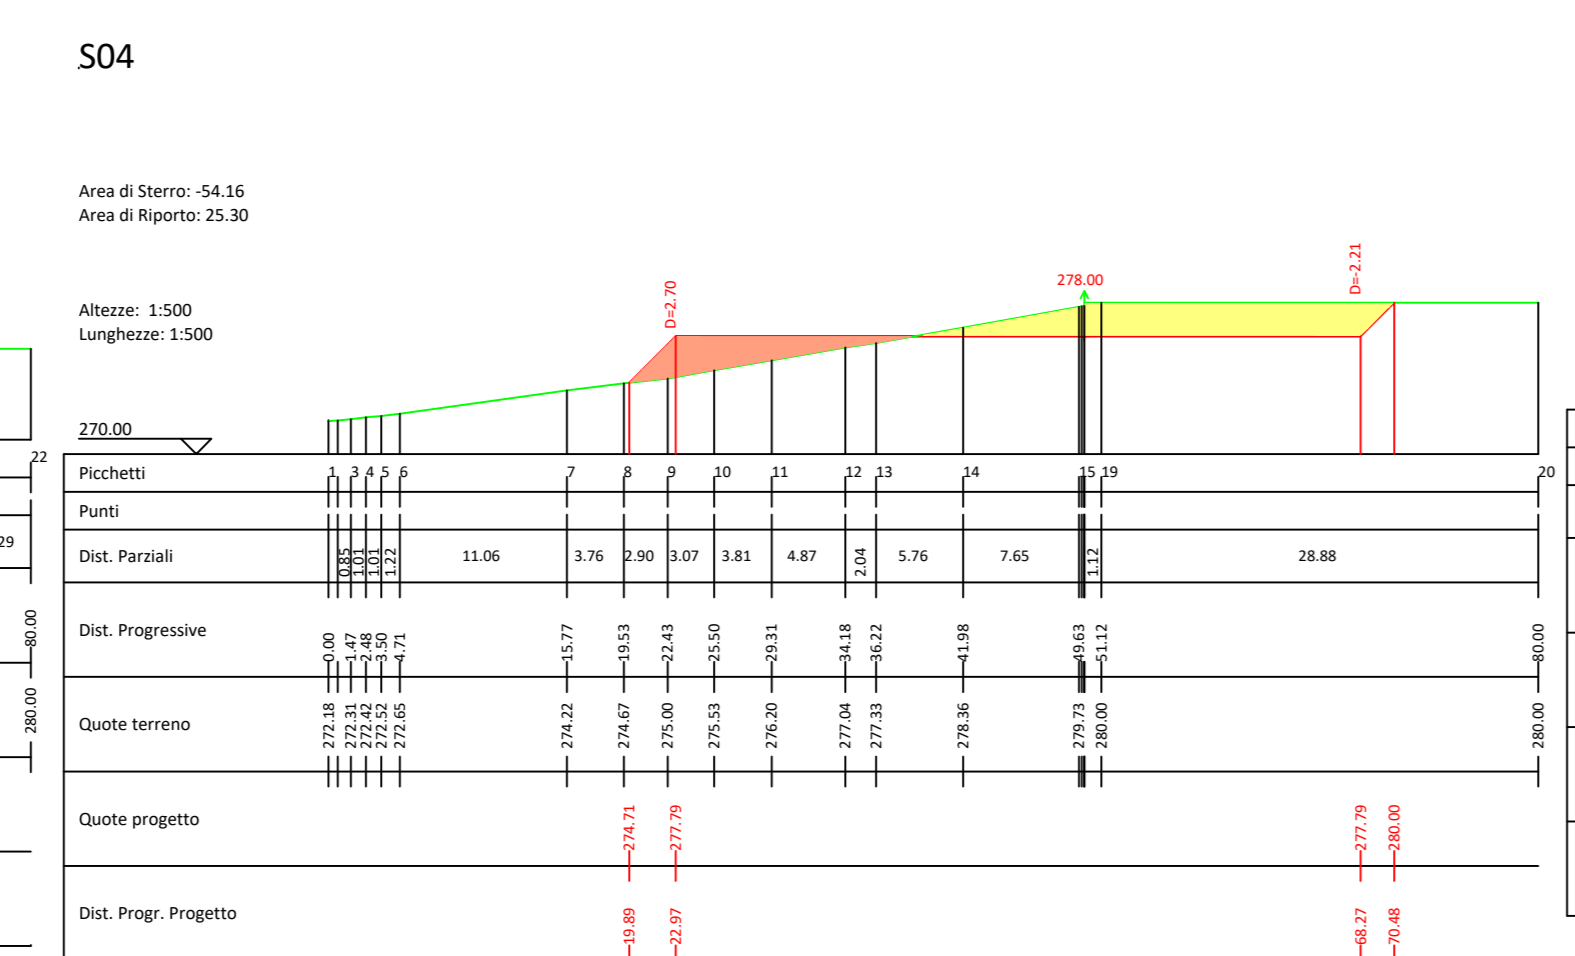 S04
Area di Sterro: -54.16
Area di Riporto: 25.30
Altezze: 1:500
Lunghezze: 1:500
D=2.70
278.00
D=-2.21
270.00
22
Picchetti 1 3 4 5 6 7 8 9 10 11 12 13 14 15 19 20
Punti
29
Dist. Parziali 0.85 1.01 1.01 1.22 11.06 3.76 2.90 3.07 3.81 4.87 2.04 5.76 7.65 1.12 28.88
80.00
Dist. Progressive 0.00 1.47 2.48 3.50 4.71 15.77 19.53 22.43 25.50 29.31 34.18 36.22 41.98 49.63 51.12 80.00
280.00
Quote terreno 272.18 272.31 272.42 272.52 272.65 274.22 274.67 275.00 275.53 276.20 277.04 277.33 278.36 279.73 280.00 280.00
Quote progetto 274.71 277.79 277.79 280.00
Dist. Progr. Progetto 19.89 22.97 68.27 70.48